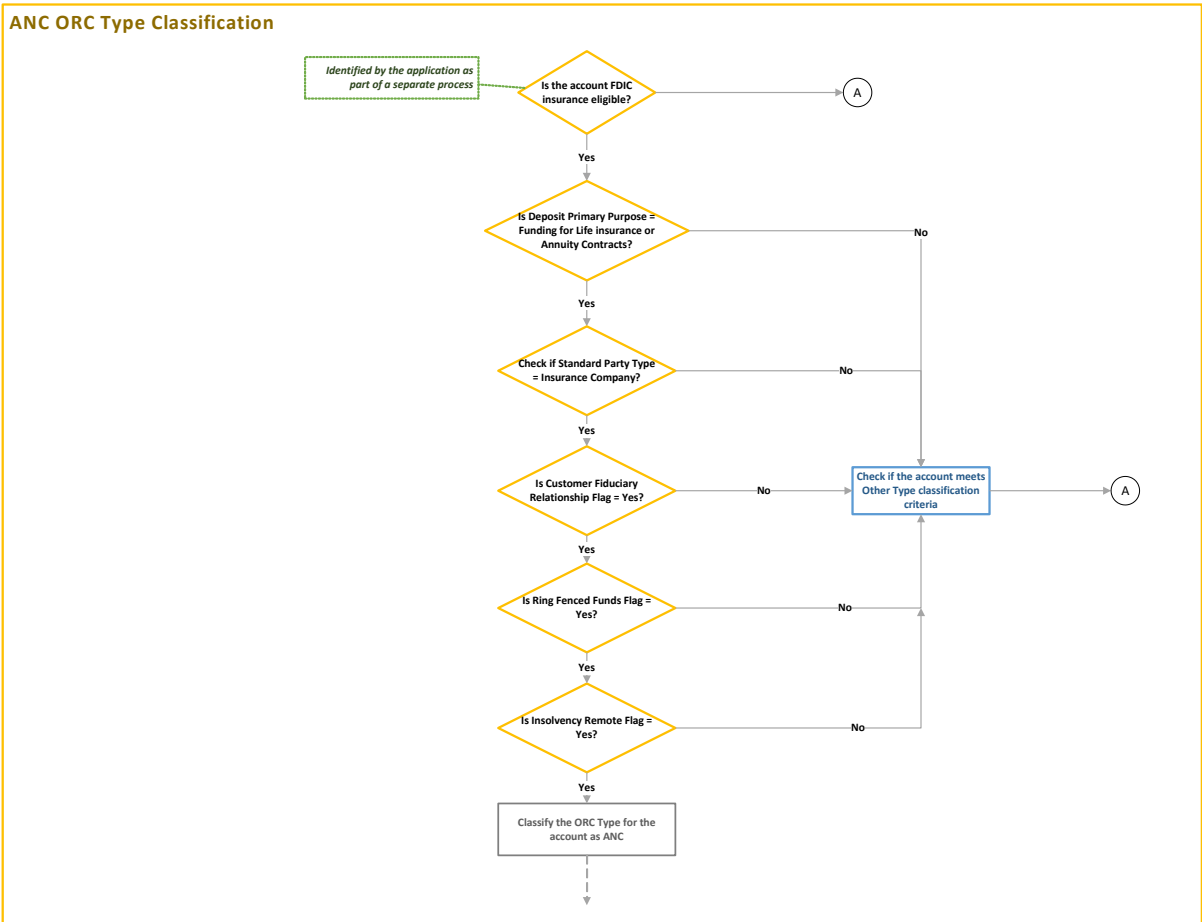 ANC ORC Type Classification
Identified by the application as
part of a separate process
Is the account FDIC
insurance eligible?
A
Yes
Is Deposit Primary Purpose =
Funding for Life insurance or
Annuity Contracts?
No
Yes
Check if Standard Party Type
= Insurance Company?
No
Yes
Is Customer Fiduciary
Relationship Flag = Yes?
No
Check if the account meets
Other Type classification
criteria
A
Yes
Is Ring Fenced Funds Flag =
Yes?
No
Yes
Is Insolvency Remote Flag =
Yes?
No
Yes
Classify the ORC Type for the
account as ANC